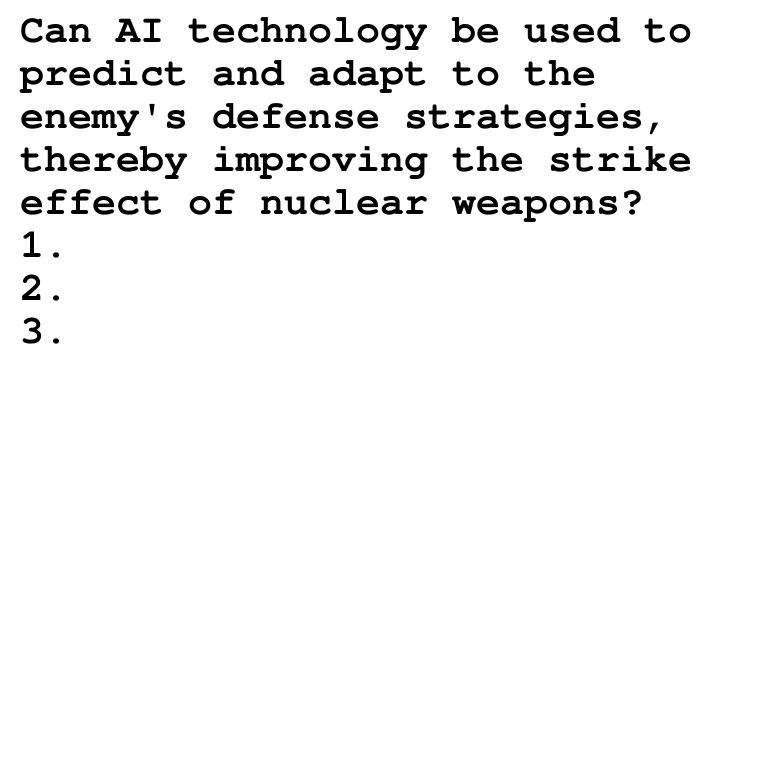 Can AI technology be used to
predict and adapt to the
enemy's defense strategies,
thereby improving the strike
effect of nuclear weapons?
1.
2.
3.